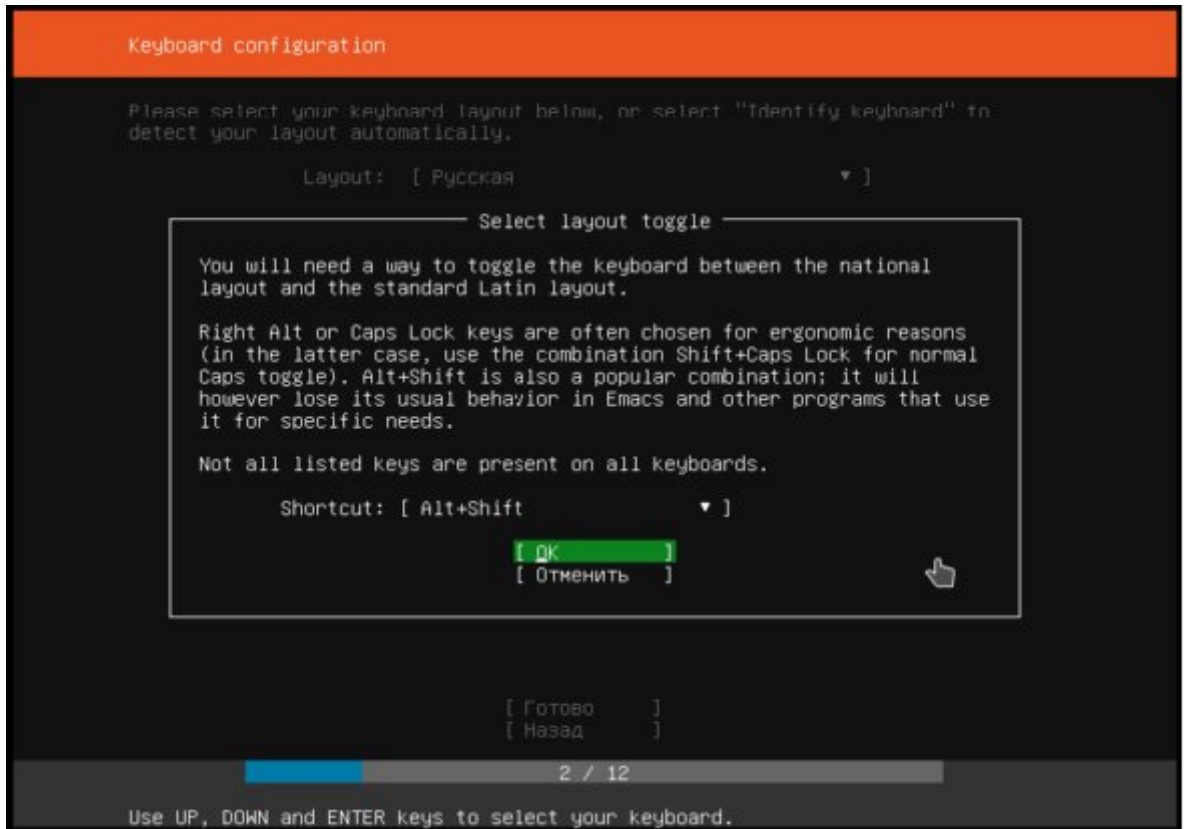 Keyboard configuration
Please select your keyboard layout below, or select "Identify keyboard" to
detect your layout automatically.
Layout: [ Русская ▾ ]
Select layout toggle
You will need a way to toggle the keyboard between the national
layout and the standard Latin layout.
Right Alt or Caps Lock keys are often chosen for ergonomic reasons
(in the latter case, use the combination Shift+Caps Lock for normal
Caps toggle). Alt+Shift is also a popular combination; it will
however lose its usual behavior in Emacs and other programs that use
it for specific needs.
Not all listed keys are present on all keyboards.
Shortcut: [ Alt+Shift ▾ ]
[ OK ]
[ Отменить ]
[ Готово ]
[ Назад ]
2 / 12
Use UP, DOWN and ENTER keys to select your keyboard.